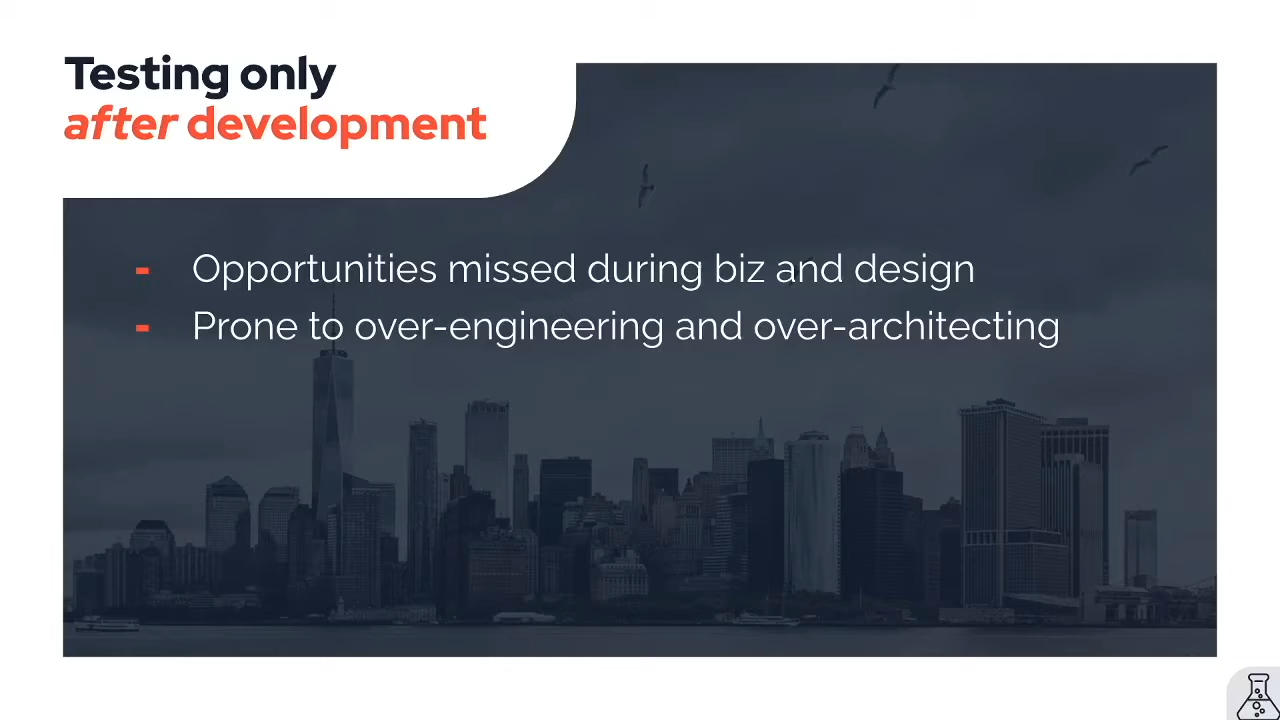 Testing only
after development
- Opportunities missed during biz and design
- Prone to over-engineering and over-architecting